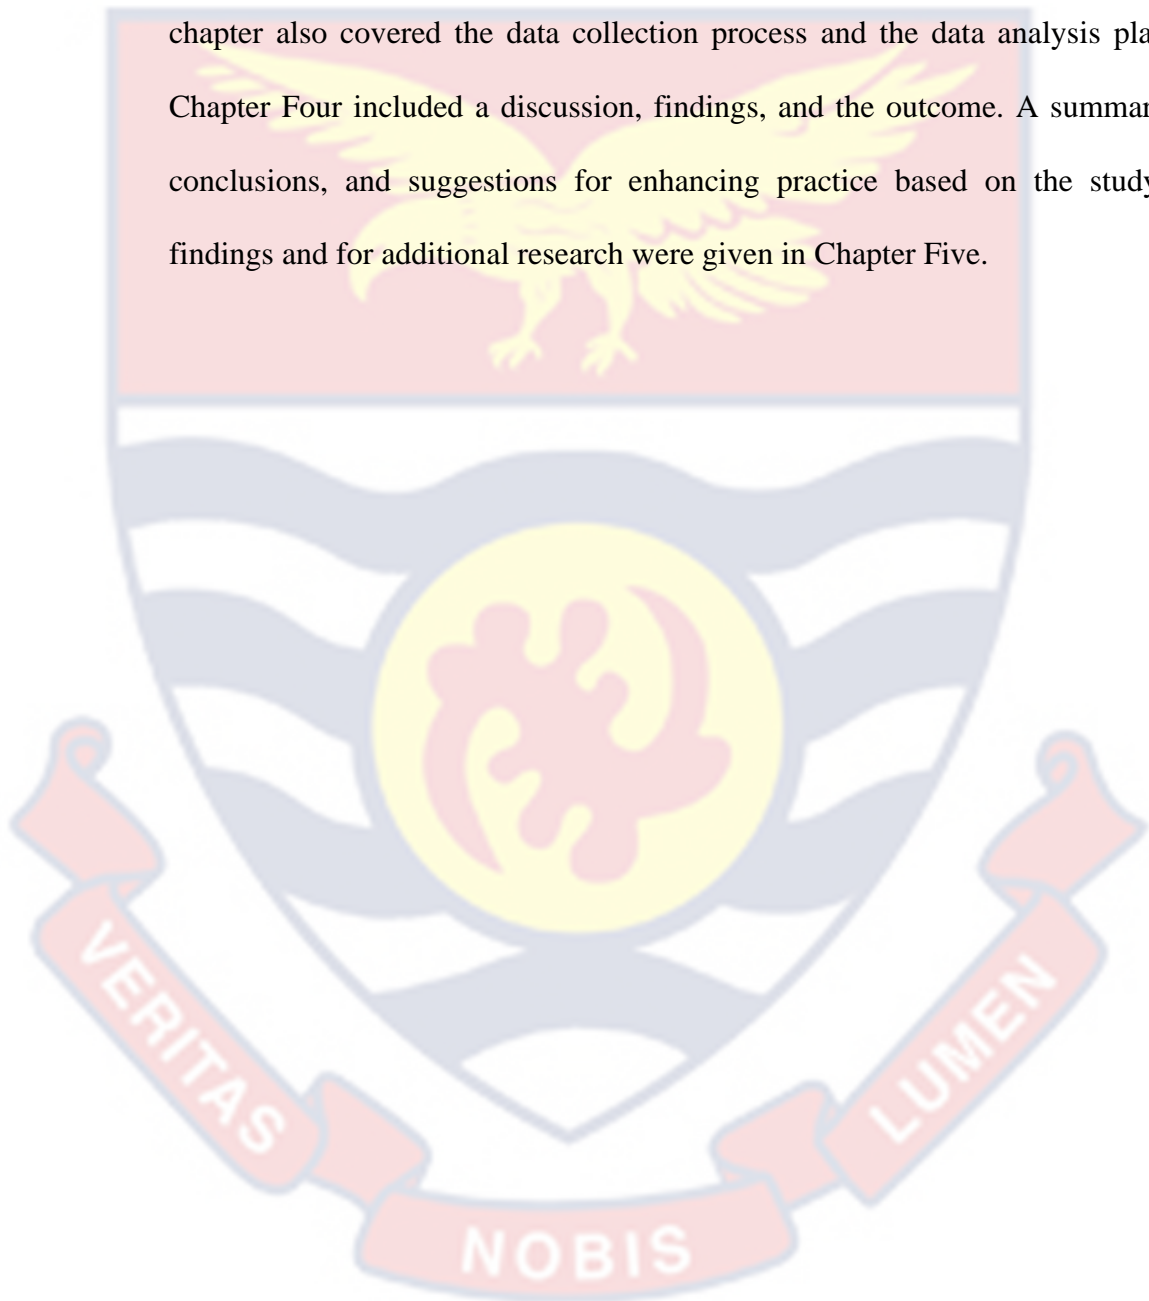 chapter also covered the data collection process and the data analysis pla
Chapter Four included a discussion, findings, and the outcome. A summar
conclusions, and suggestions for enhancing practice based on the study
findings and for additional research were given in Chapter Five.
VERITAS
NOBIS
LUMEN